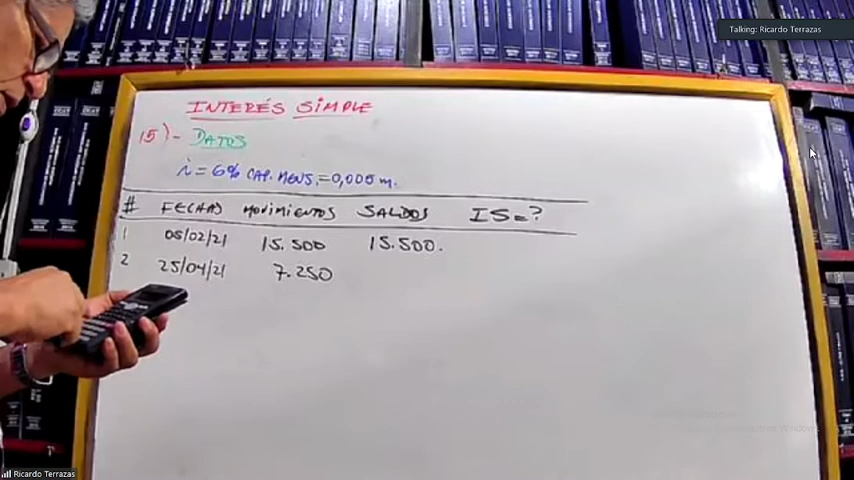 Talking: Ricardo Terrazas
INTERÉS SIMPLE
15)- DATOS
i = 6% CAP. MENS. = 0,005 m.
# FECHAS MOVIMIENTOS SALDOS IS=?
1 05/02/21 15.500 15.500.
2 25/04/21 7.250
Ricardo Terrazas